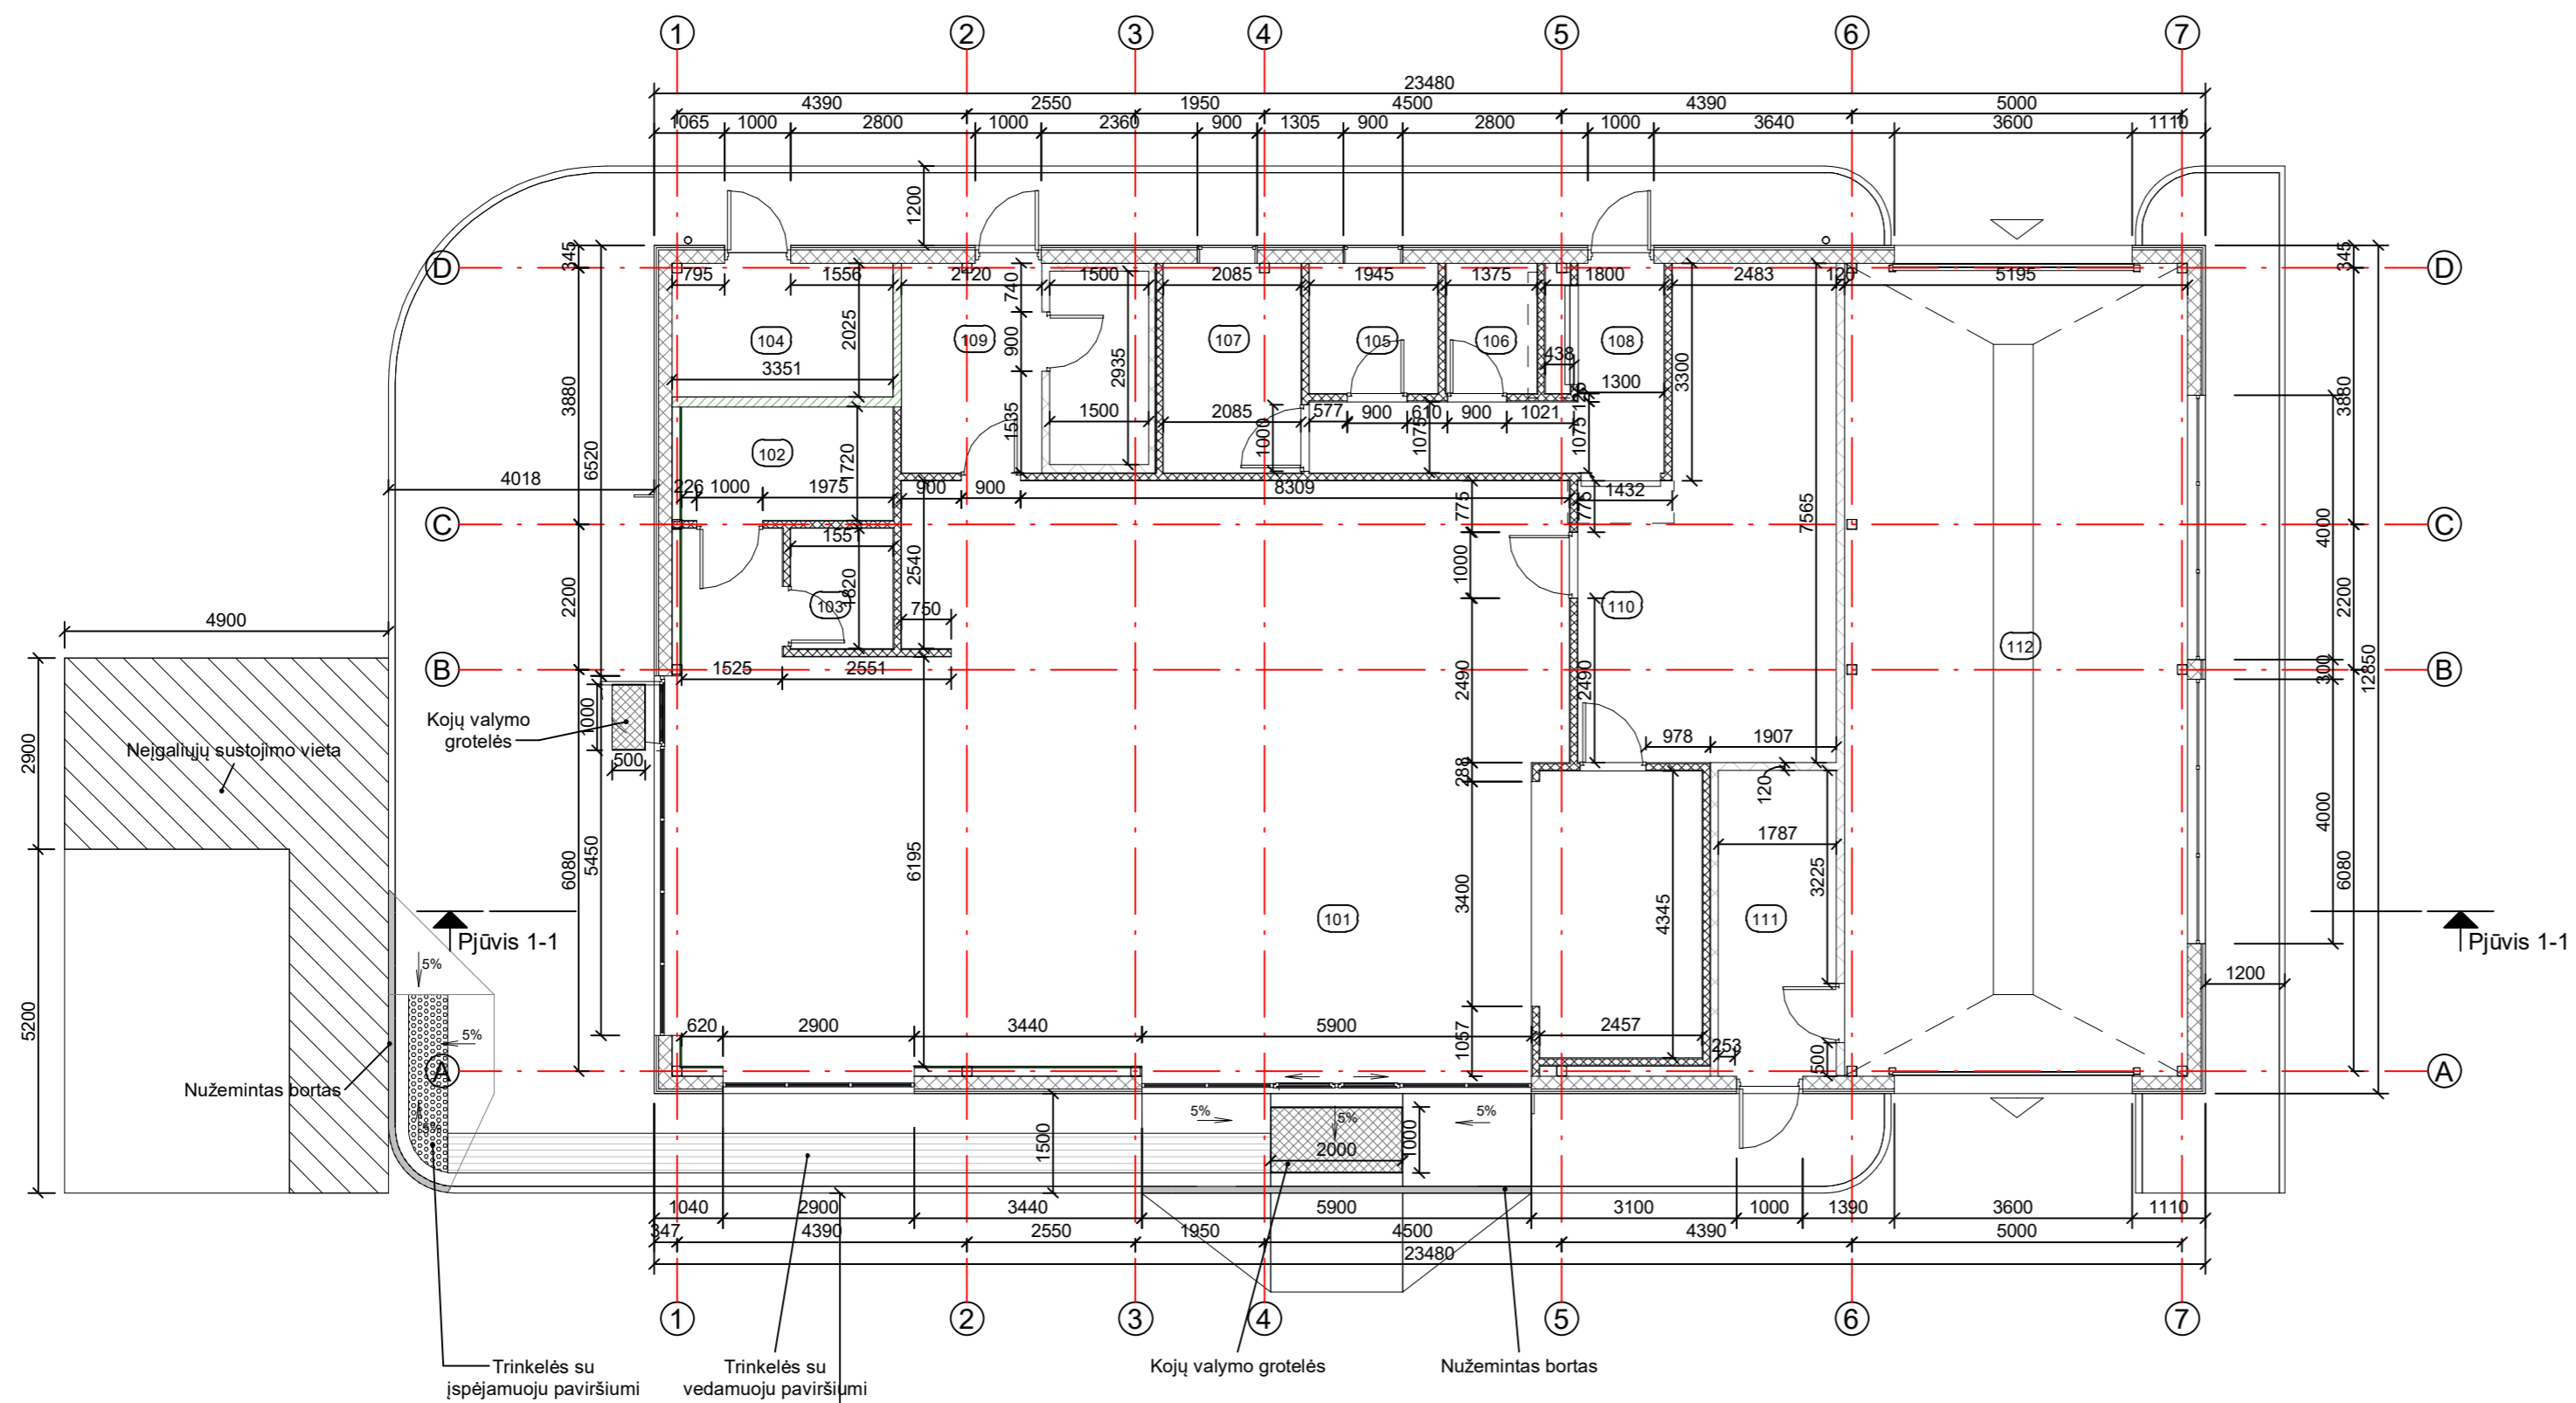 1 2 3 4 5 6 7
23480
4390 2550 1950 4500 4390 5000
1065 1000 2800 1000 2360 900 1305 900 2800 1000 3640 3600 1110
1200
345
345
D
D
795 1556 2120 1500 2085 1945 1375 1800 2483 120 5195
740
104 109 107 105 106 108
2025
900
2935
438
3300
3880
3880
3351
1300
1500 2085 577 900 610 900 1021
1535
1000
1075
1075
6520
102
1720
4018
226 1000 1975 900 900 8309 1432
775
775
7565
4000
C
C
2540
1000
1820
103
750
110
2200
2200
112
4900
B
B
1525 2551
2490
2490
300
12850
1000
Kojų valymo
grotelės
500
978 1907
2900
Neįgaliųjų sustojimo vieta
288
120
4000
6080
5450
6195
1787
3225
3400
4345
6080
101
111
Pjūvis 1-1
Pjūvis 1-1
5%
1200
5200
620 2900 3440 5900 2457
5%
1057
253
500
A
A
Nužemintas bortas
5%
5% 5% 5%
1500
2000
1000
1040 2900 3440 5900 3100 1000 1390 3600 1110
347 4390 2550 1950 4500 4390 5000
23480
1 2 3 4 5 6 7
Trinkelės su
įspėjamuoju paviršiumi
Trinkelės su
vedamuoju paviršiumi
Kojų valymo grotelės
Nužemintas bortas